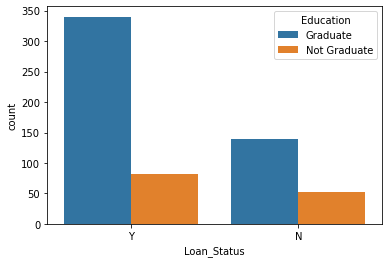 Education
Graduate
Not Graduate
350
300
250
200
150
100
50
0
count
Y
N
Loan_Status